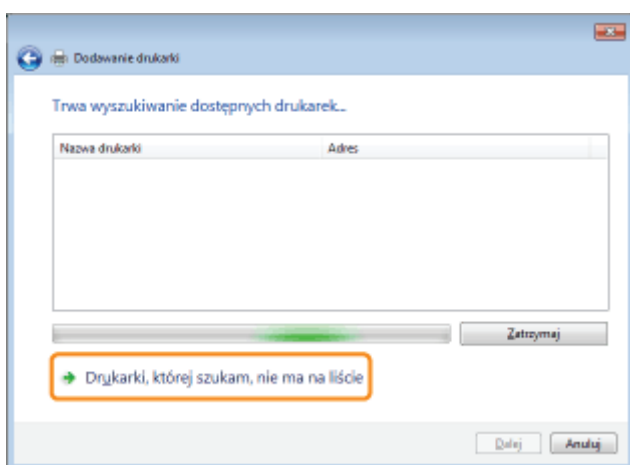 Dodawanie drukarki
Trwa wyszukiwanie dostępnych drukarek...
Nazwa drukarki Adres
Zatrzymaj
Drukarki, której szukam, nie ma na liście
Dalej Anuluj